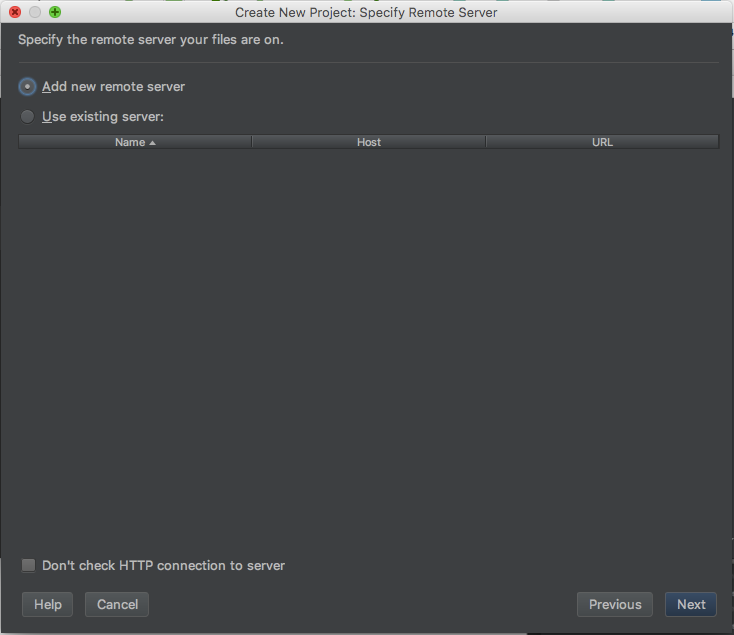 Create New Project: Specify Remote Server
Specify the remote server your files are on.
Add new remote server
Use existing server:
Name Host URL
Don't check HTTP connection to server
Help Cancel Previous Next